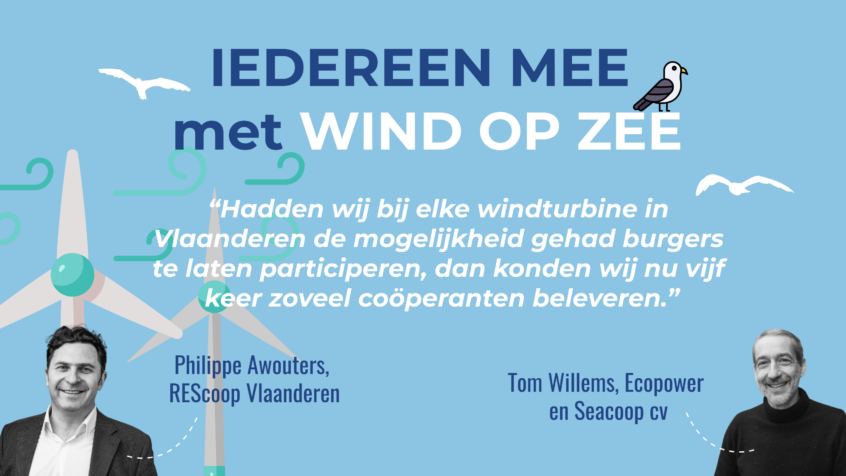 IEDEREEN MEE
met WIND OP ZEE
“Hadden wij bij elke windturbine in
Vlaanderen de mogelijkheid gehad burgers
te laten participeren, dan konden wij nu vijf
keer zoveel coöperanten beleveren.”
Philippe Awouters,
REScoop Vlaanderen
Tom Willems, Ecopower
en Seacoop cv